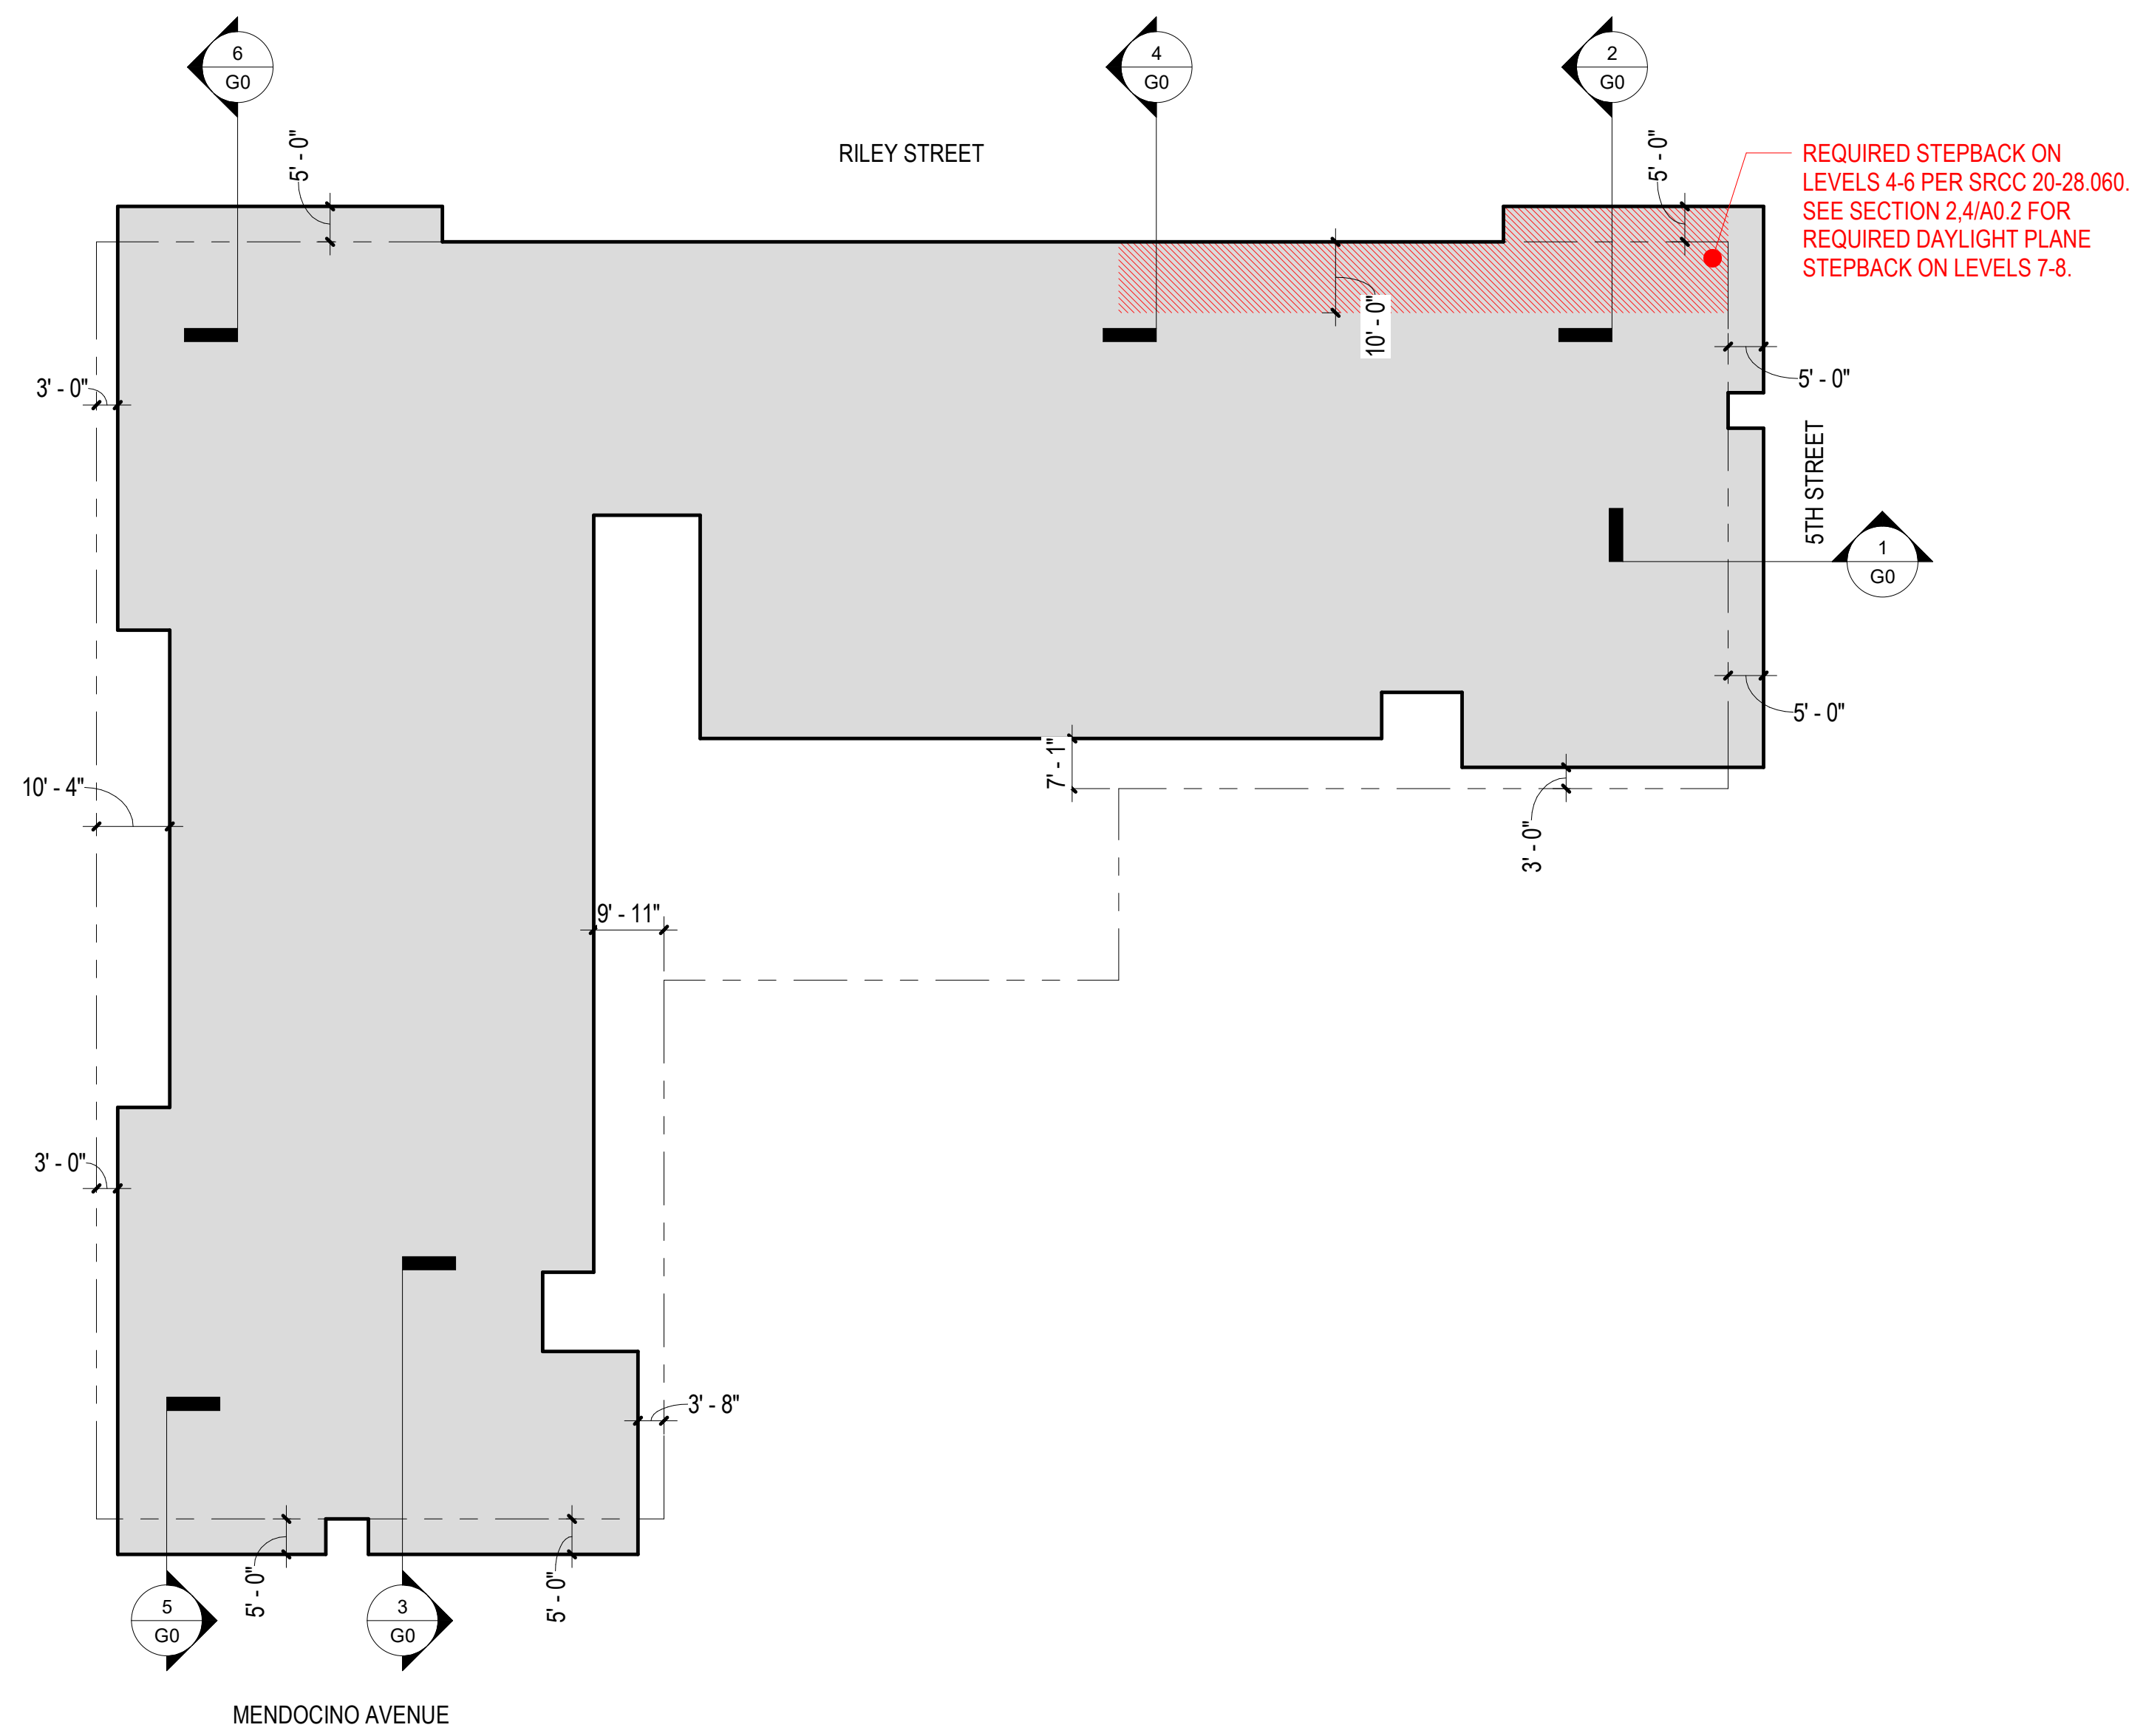 6
G0
4
G0
2
G0
RILEY STREET
5' - 0"
5' - 0"
REQUIRED STEPBACK ON
LEVELS 4-6 PER SRCC 20-28.060.
SEE SECTION 2,4/A0.2 FOR
REQUIRED DAYLIGHT PLANE
STEPBACK ON LEVELS 7-8.
10' - 0"
3' - 0"
5' - 0"
5TH STREET
1
G0
5' - 0"
7' - 1"
10' - 4"
3' - 0"
9' - 11"
3' - 0"
3' - 8"
5' - 0"
5' - 0"
5
G0
3
G0
MENDOCINO AVENUE